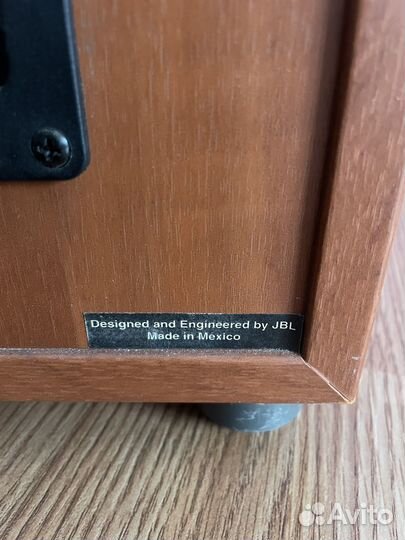 Designed and Engineered by JBL
Made in Mexico
Avito